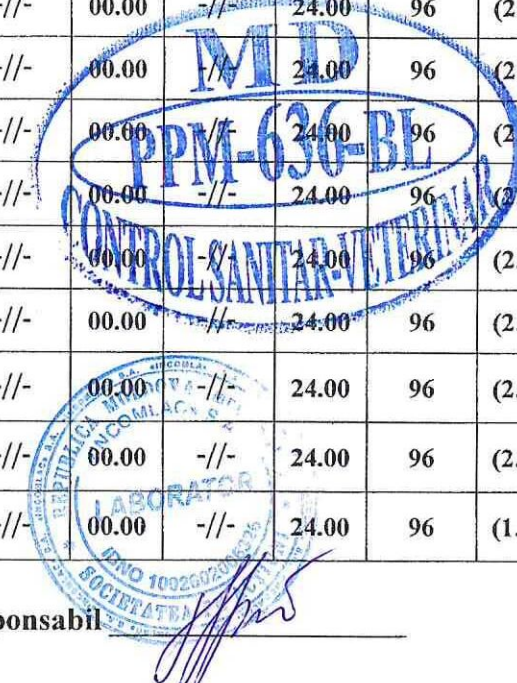 -//- 00.00 -//- 24.00 96 (2
-//- 00.00 -//- 24.00 96 (2
-//- 00.00 -//- 24.00 96 (2
-//- 00.00 -//- 24.00 96 (2
-//- 00.00 -//- 24.00 96 (2.
-//- 00.00 -//- 24.00 96 (2.
-//- 00.00 -//- 24.00 96 (2.
-//- 00.00 -//- 24.00 96 (2.
-//- 00.00 -//- 24.00 96 (1.
MD
PPM-636-BL
CONTROL SANITAR-VETERINAR
REPUBLICA MOLDOVA
INCOMLAC
LABORATOR
IDNO
SOCIETATEA
ponsabil